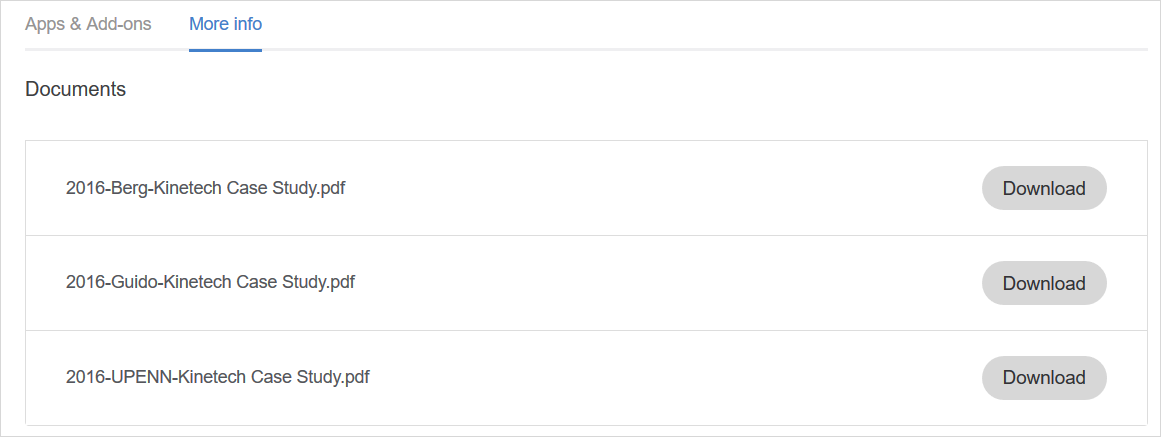 Apps & Add-ons More info
Documents
2016-Berg-Kinetech Case Study.pdf Download
2016-Guido-Kinetech Case Study.pdf Download
2016-UPENN-Kinetech Case Study.pdf Download